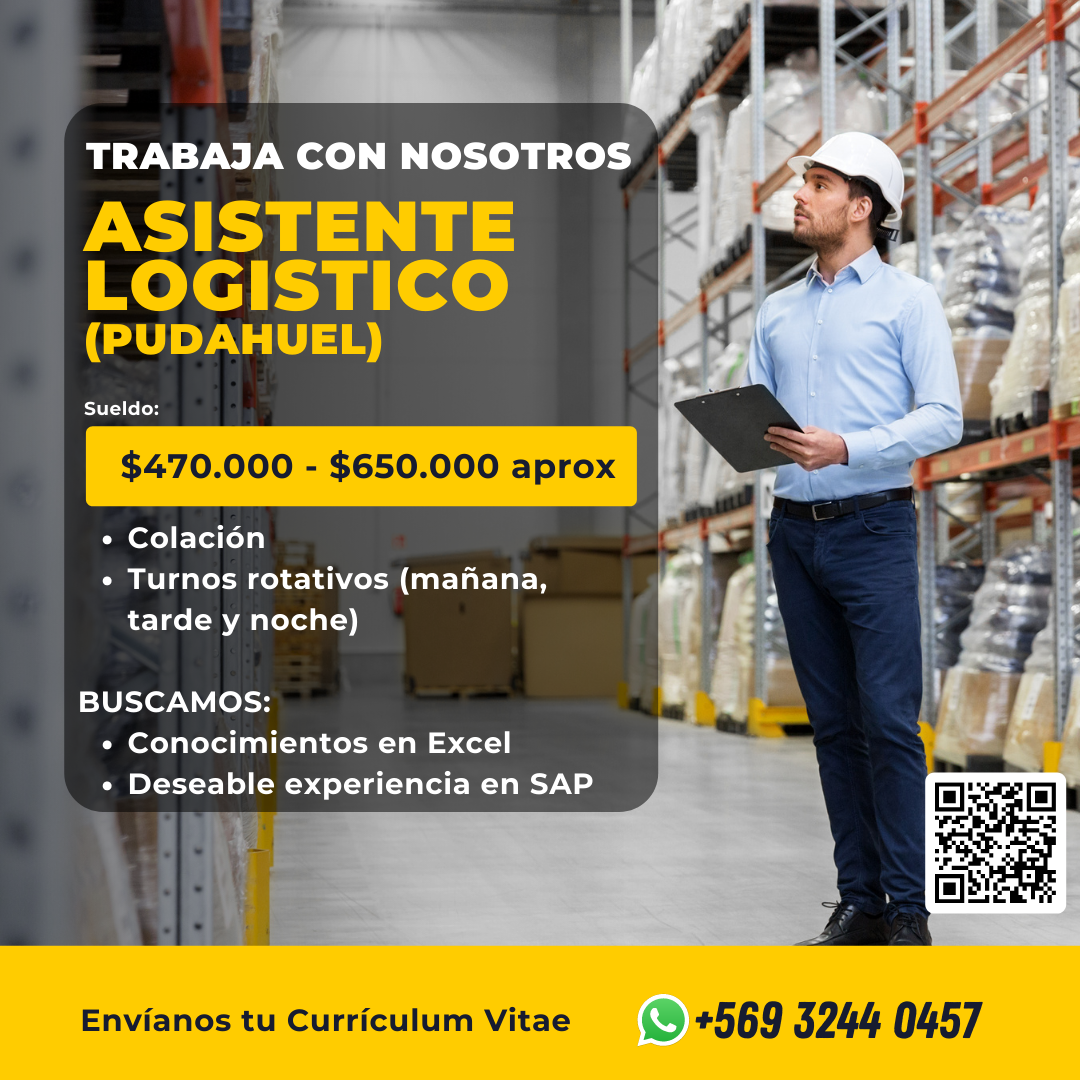 TRABAJA CON NOSOTROS
ASISTENTE
LOGISTICO
(PUDAHUEL)
Sueldo:
$470.000 - $650.000 aprox
• Colación
• Turnos rotativos (mañana,
tarde y noche)
BUSCAMOS:
• Conocimientos en Excel
• Deseable experiencia en SAP
Envíanos tu Currículum Vitae
+569 3244 0457